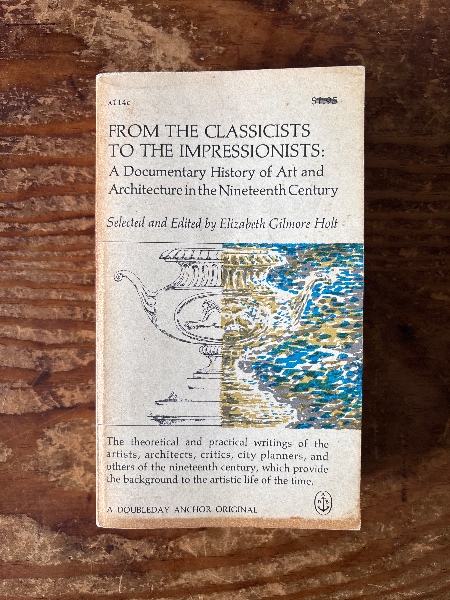 A114c
$1.95
FROM THE CLASSICISTS
TO THE IMPRESSIONISTS:
A Documentary History of Art and
Architecture in the Nineteenth Century
Selected and Edited by Elizabeth Gilmore Holt
The theoretical and practical writings of the
artists, architects, critics, city planners, and
others of the nineteenth century, which provide
the background to the artistic life of the time.
A DOUBLEDAY ANCHOR ORIGINAL